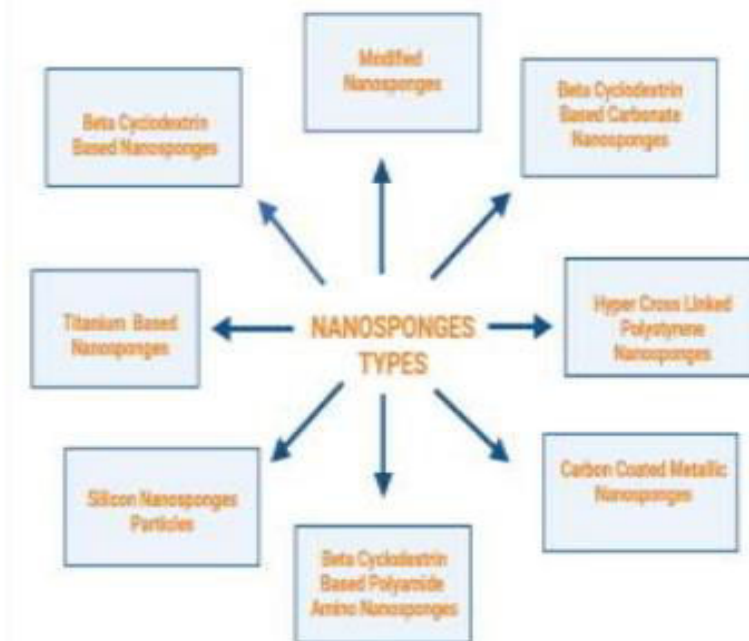 Modified
Nanosponges
Beta Cyclodextrin
Based Nanosponges
Beta Cyclodextrin
Based Carbonate
Nanosponges
Titanium Based
Nanosponges
NANOSPONGES
TYPES
Hyper Cross Linked
Polystyrene
Nanosponges
Silicon Nanosponges
Particles
Carbon Coated Metallic
Nanosponges
Beta Cyclodextrin
Based Polyamide
Amino Nanosponges